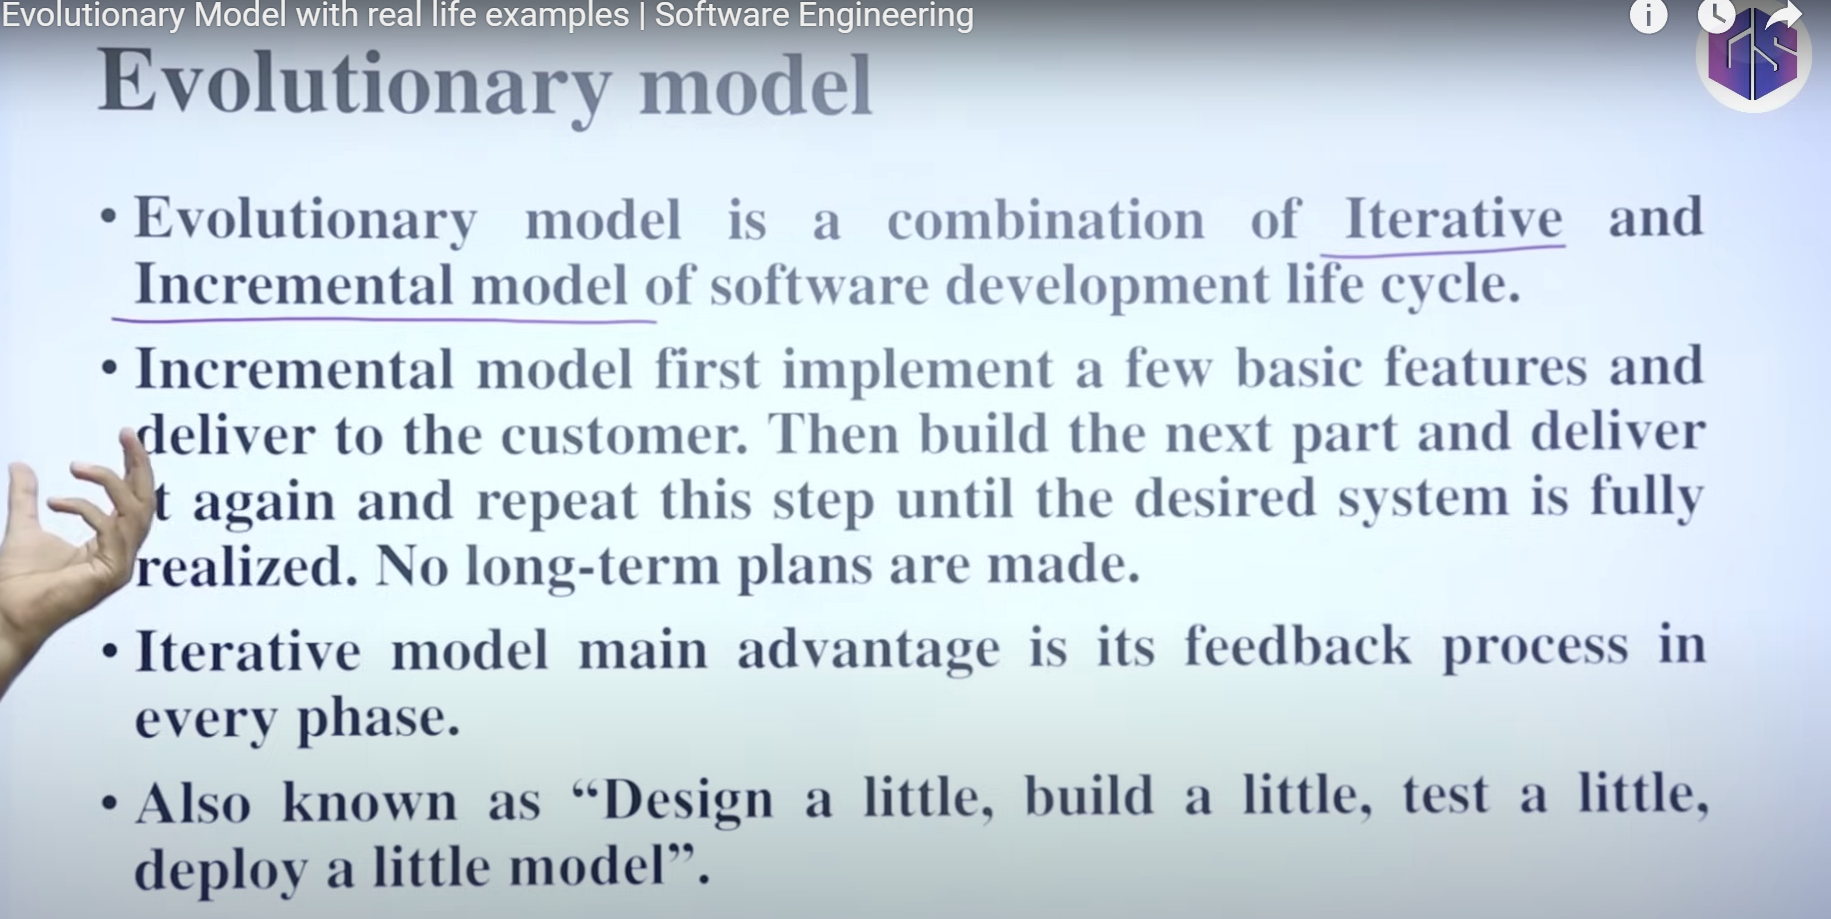 Evolutionary Model with real life examples | Software Engineering
Evolutionary model
• Evolutionary model is a combination of Iterative and
Incremental model of software development life cycle.
• Incremental model first implement a few basic features and
deliver to the customer. Then build the next part and deliver
t again and repeat this step until the desired system is fully
realized. No long-term plans are made.
• Iterative model main advantage is its feedback process in
every phase.
• Also known as “Design a little, build a little, test a little,
deploy a little model”.